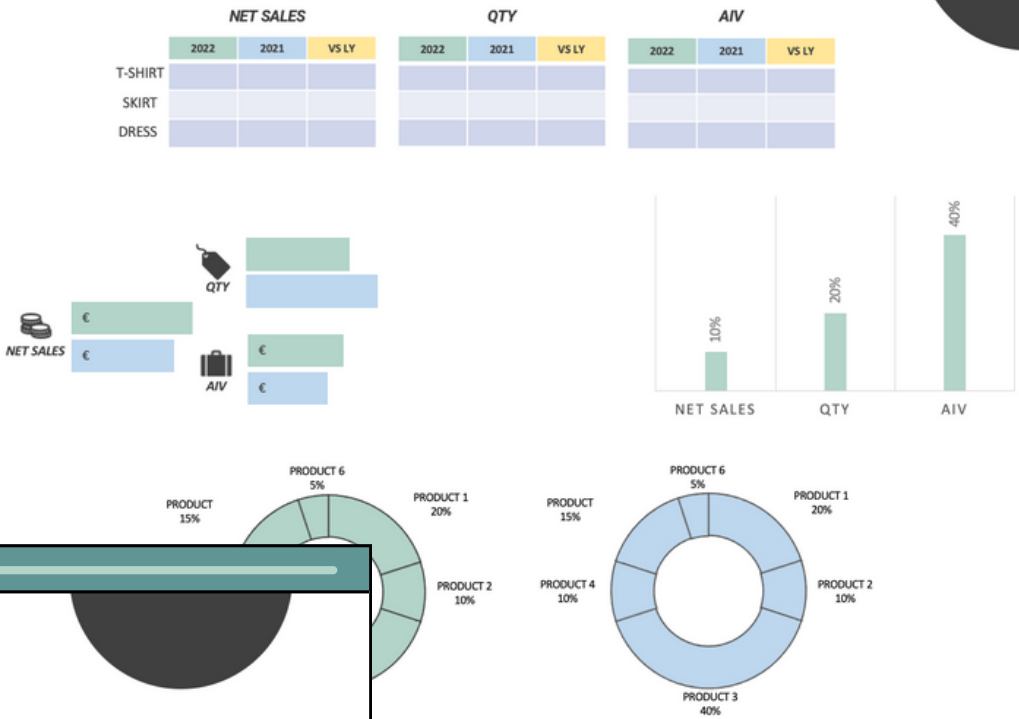 NET SALES QTY AIV
2022 2021 VS LY 2022 2021 VS LY 2022 2021 VS LY
T-SHIRT
SKIRT
DRESS
QTY
€
NET SALES
€
€
AIV
€
10%
20%
40%
NET SALES QTY AIV
PRODUCT 6
5%
PRODUCT 1
20%
PRODUCT
15%
PRODUCT 2
10%
PRODUCT 6
5%
PRODUCT 1
20%
PRODUCT
15%
PRODUCT 4
10%
PRODUCT 2
10%
PRODUCT 3
40%